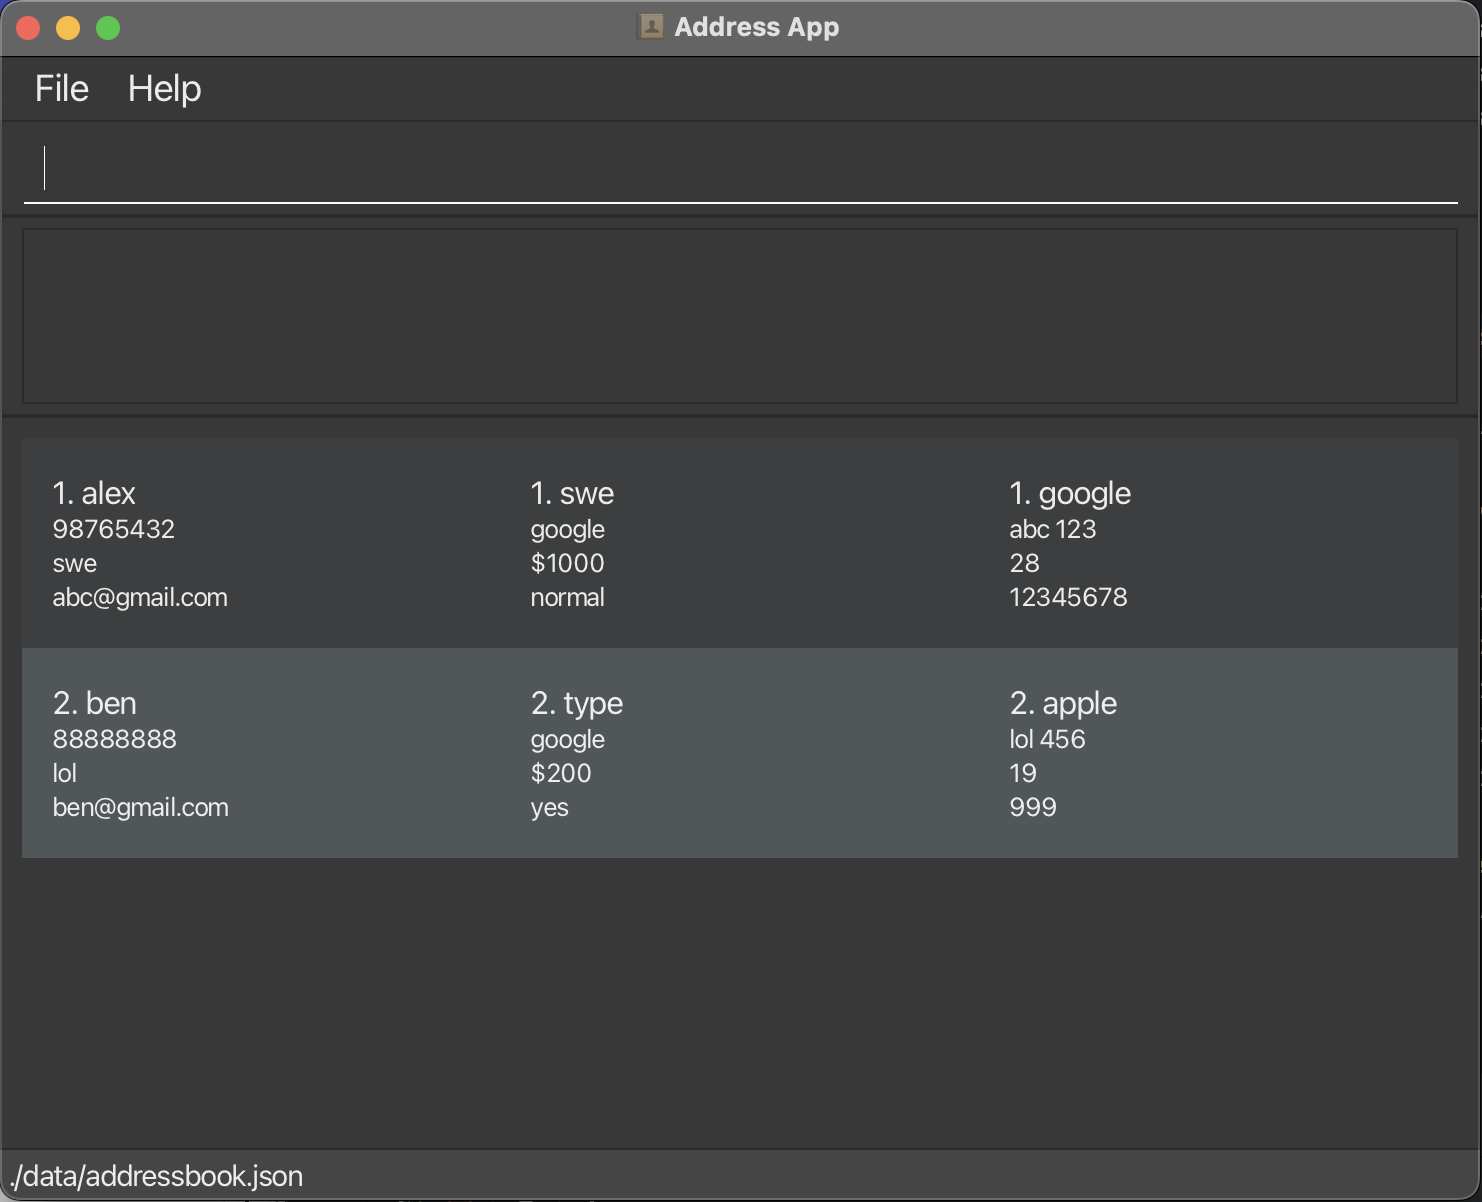 Address App
File Help
1. alex
98765432
swe
abc@gmail.com
1. swe
google
$1000
normal
1. google
abc 123
28
12345678
2. ben
88888888
lol
ben@gmail.com
2. type
google
$200
yes
2. apple
lol 456
19
999
./data/addressbook.json